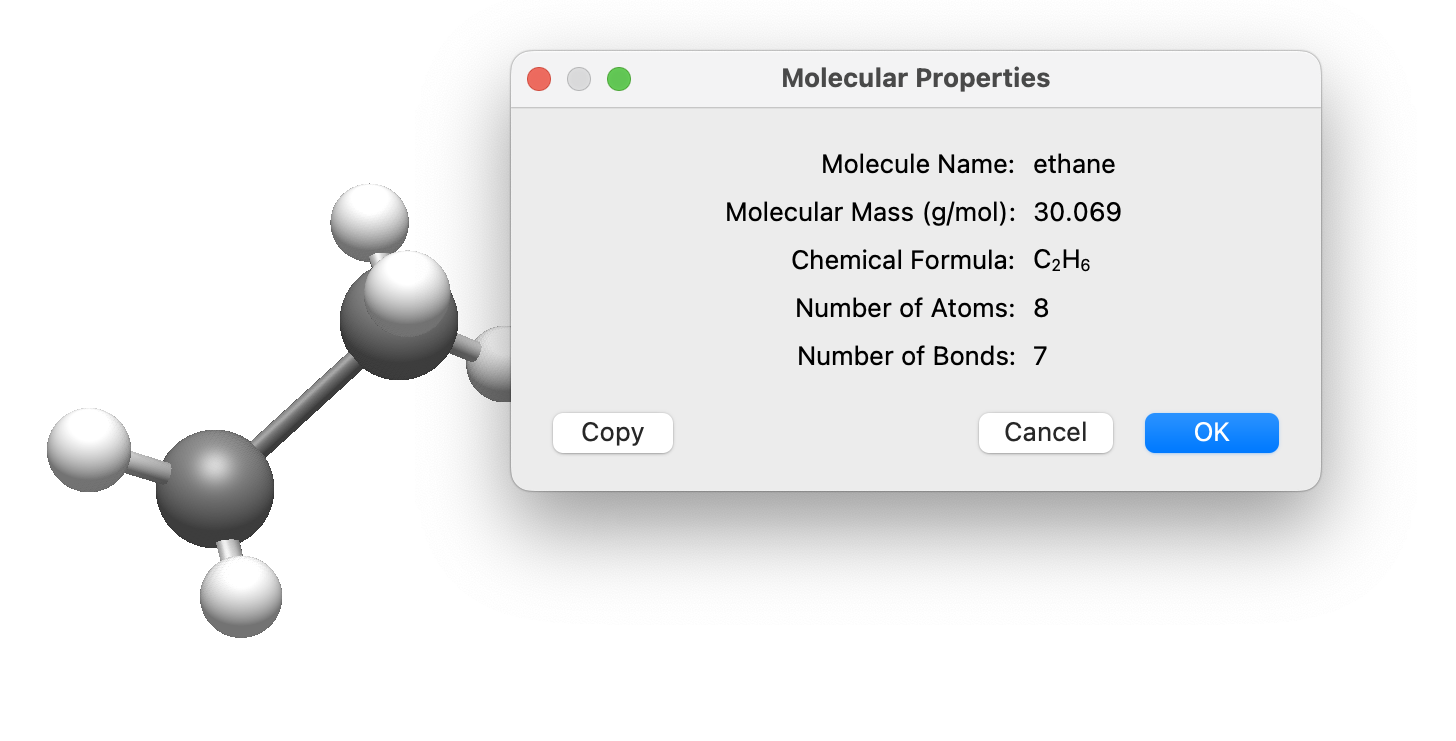 Molecular Properties
Molecule Name: ethane
Molecular Mass (g/mol): 30.069
Chemical Formula: C₂H₆
Number of Atoms: 8
Number of Bonds: 7
Copy Cancel OK